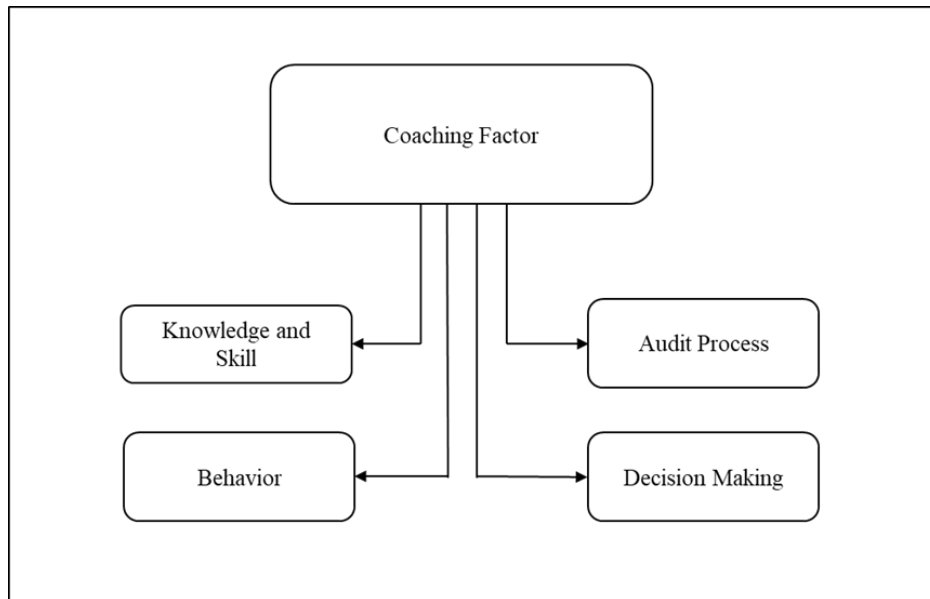 Coaching Factor
Knowledge and
Skill
Audit Process
Behavior
Decision Making